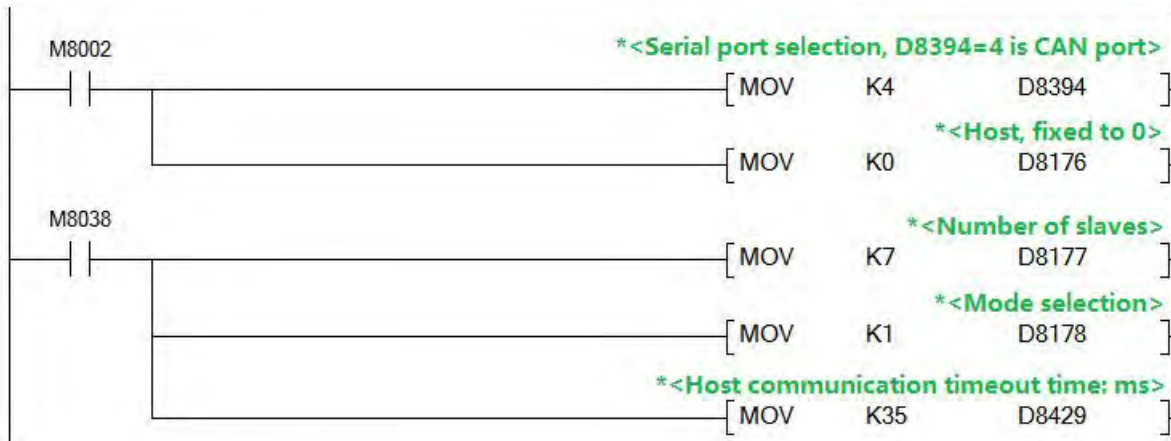 M8002
*<Serial port selection, D8394=4 is CAN port>
MOV K4 D8394
*<Host, fixed to 0>
MOV K0 D8176
M8038
*<Number of slaves>
MOV K7 D8177
*<Mode selection>
MOV K1 D8178
*<Host communication timeout time: ms>
MOV K35 D8429